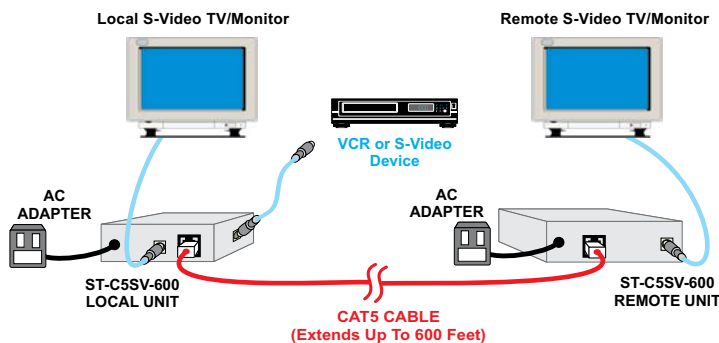 Local S-Video TV/Monitor
Remote S-Video TV/Monitor
VCR or S-Video
Device
AC
ADAPTER
AC
ADAPTER
ST-C5SV-600
LOCAL UNIT
ST-C5SV-600
REMOTE UNIT
CAT5 CABLE
(Extends Up To 600 Feet)